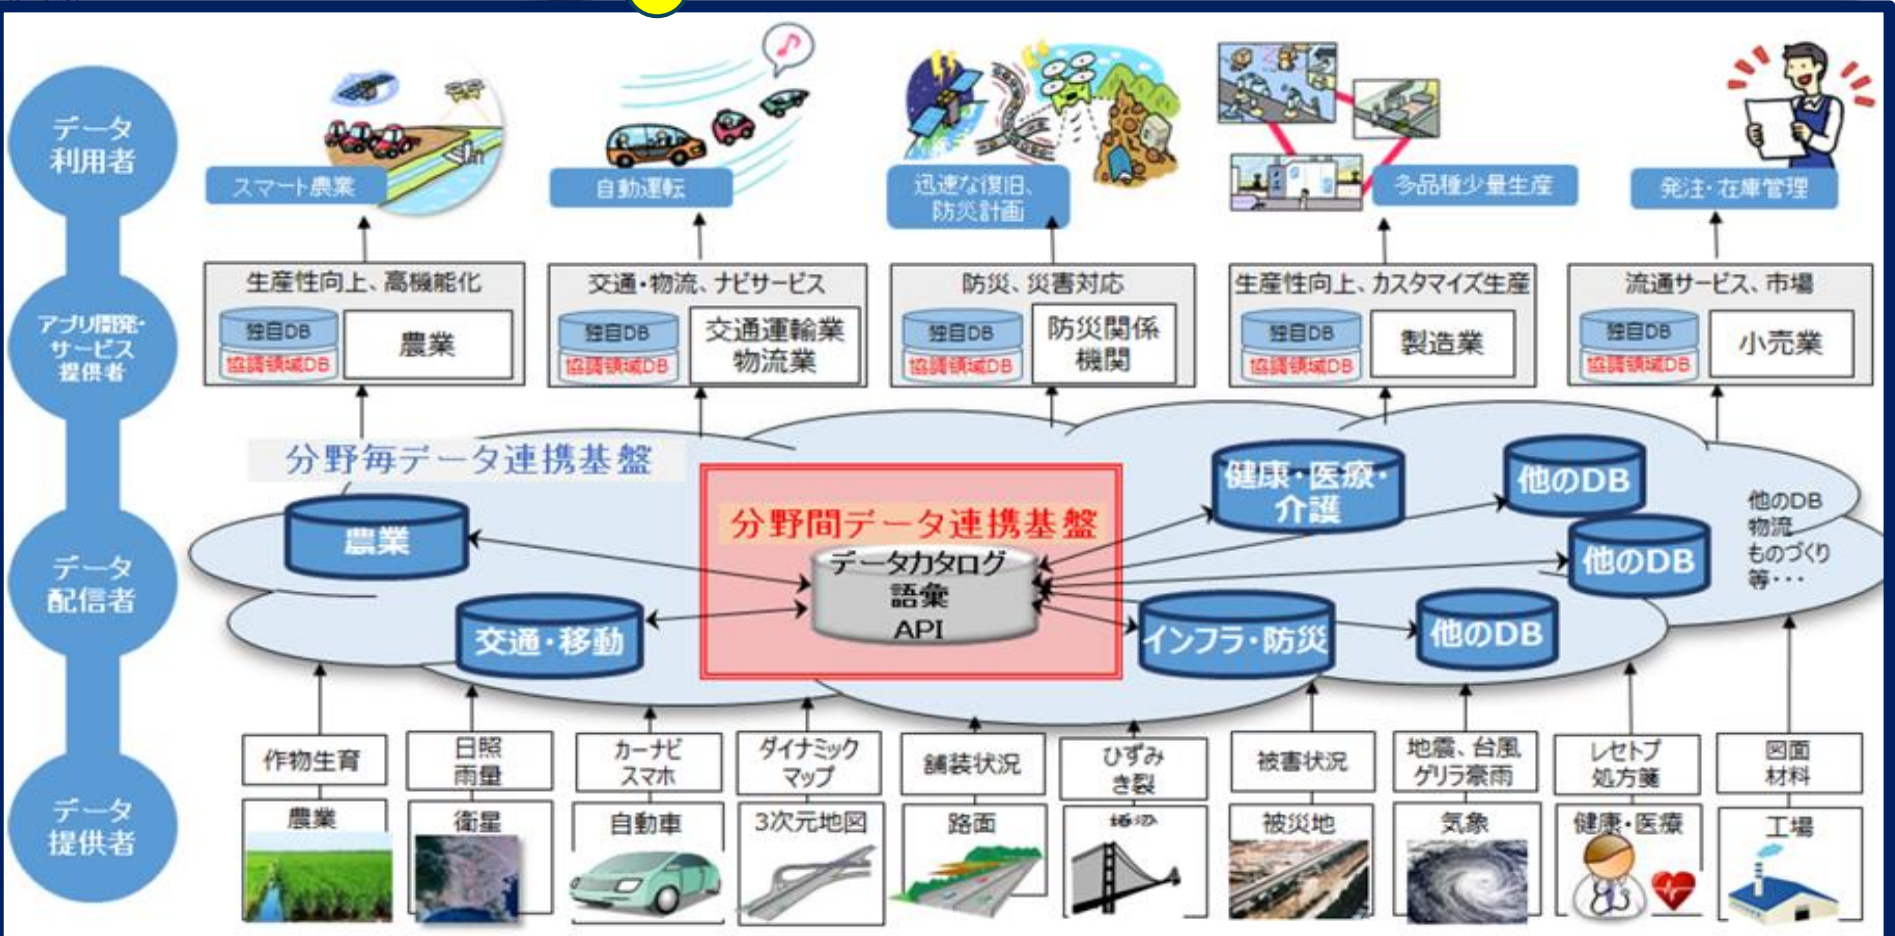 データ
利用者
スマート農業
自動運転
迅速な復旧、
防災計画
多品種少量生産
発注・在庫管理
アプリ開発・
サービス
提供者
生産性向上、高機能化
独自DB
協調領域DB
農業
交通・物流、ナビサービス
独自DB
協調領域DB
交通運輸業
物流業
防災、災害対応
独自DB
協調領域DB
防災関係
機関
生産性向上、カスタマイズ生産
独自DB
協調領域DB
製造業
流通サービス、市場
独自DB
協調領域DB
小売業
データ
配信者
分野毎データ連携基盤
農業
交通・移動
分野間データ連携基盤
データカタログ
語彙
API
健康・医療・
介護
他のDB
他のDB
インフラ・防災
他のDB
他のDB
物流
ものづくり
等・・・
データ
提供者
作物生育
農業
日照
雨量
衛星
カーナビ
スマホ
自動車
ダイナミック
マップ
3次元地図
舗装状況
路面
ひずみ
き裂
被害状況
被災地
地震、台風
ゲリラ豪雨
気象
レセトプ
処方箋
健康・医療
図面
材料
工場